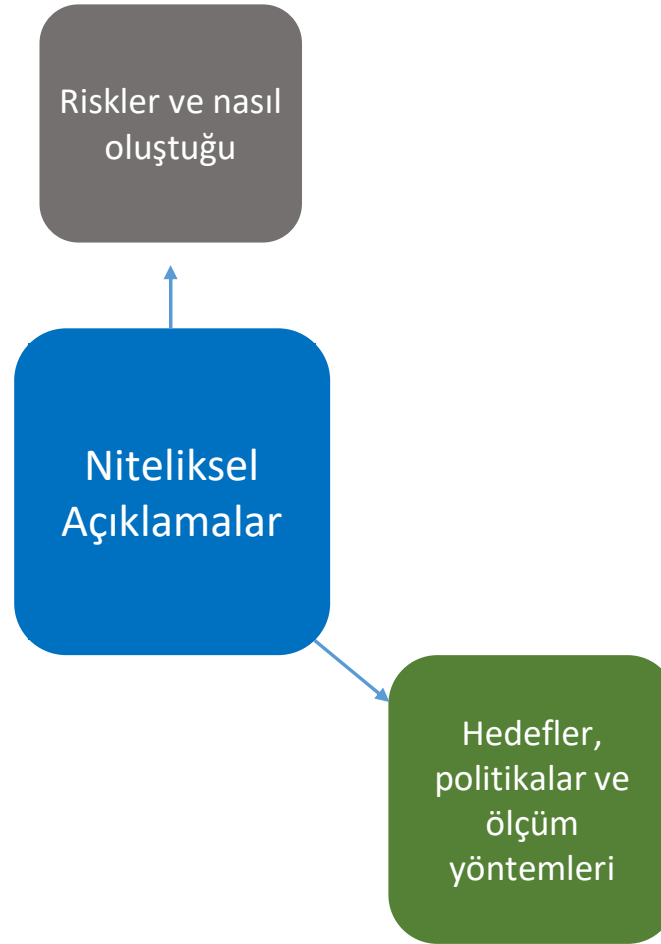 Riskler ve nasıl
oluştuğu
Niteliksel
Açıklamalar
Hedefler,
politikalar ve
ölçüm
yöntemleri